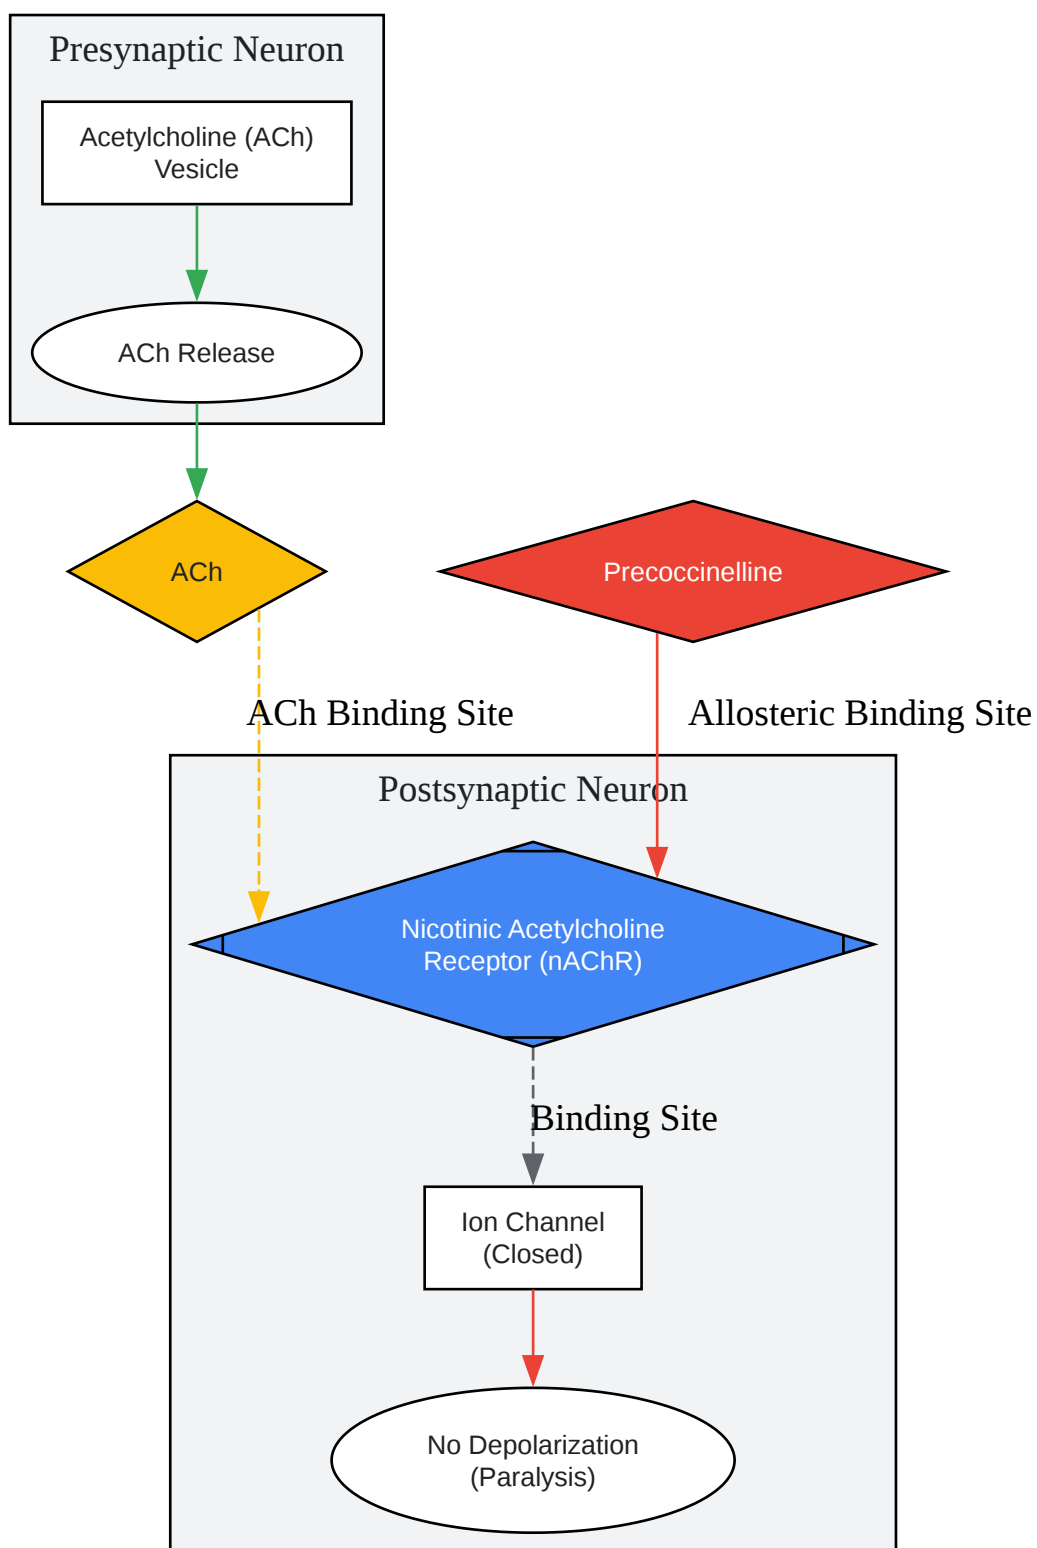 Presynaptic Neuron
Acetylcholine (ACh)
Vesicle
ACh Release
ACh
Precoccinelline
ACh Binding Site
Allosteric Binding Site
Postsynaptic Neuron
Nicotinic Acetylcholine
Receptor (nAChR)
Binding Site
Ion Channel
(Closed)
No Depolarization
(Paralysis)